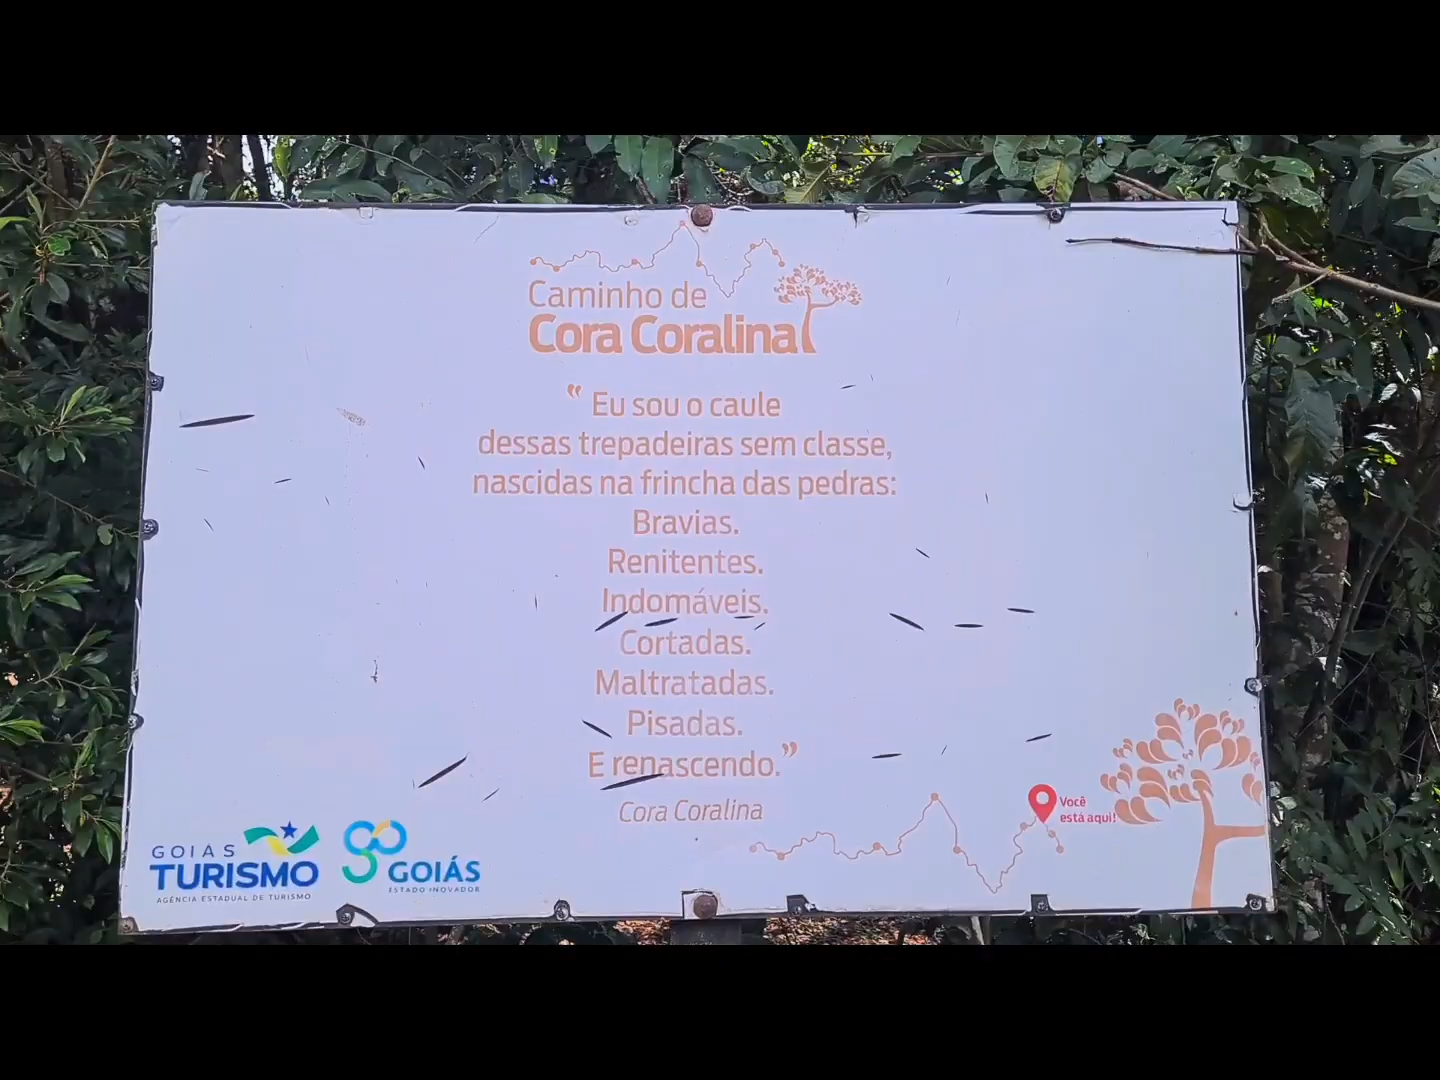 Caminho de
Cora Coralina
“ Eu sou o caule
dessas trepadeiras sem classe,
nascidas na frincha das pedras:
Bravias.
Renitentes.
Indomáveis.
Cortadas.
Maltratadas.
Pisadas.
E renascendo.”
Cora Coralina
Você
está aqui!
GOIÁS
TURISMO
AGÊNCIA ESTADUAL DE TURISMO
GOIÁS
ESTADO INOVADOR